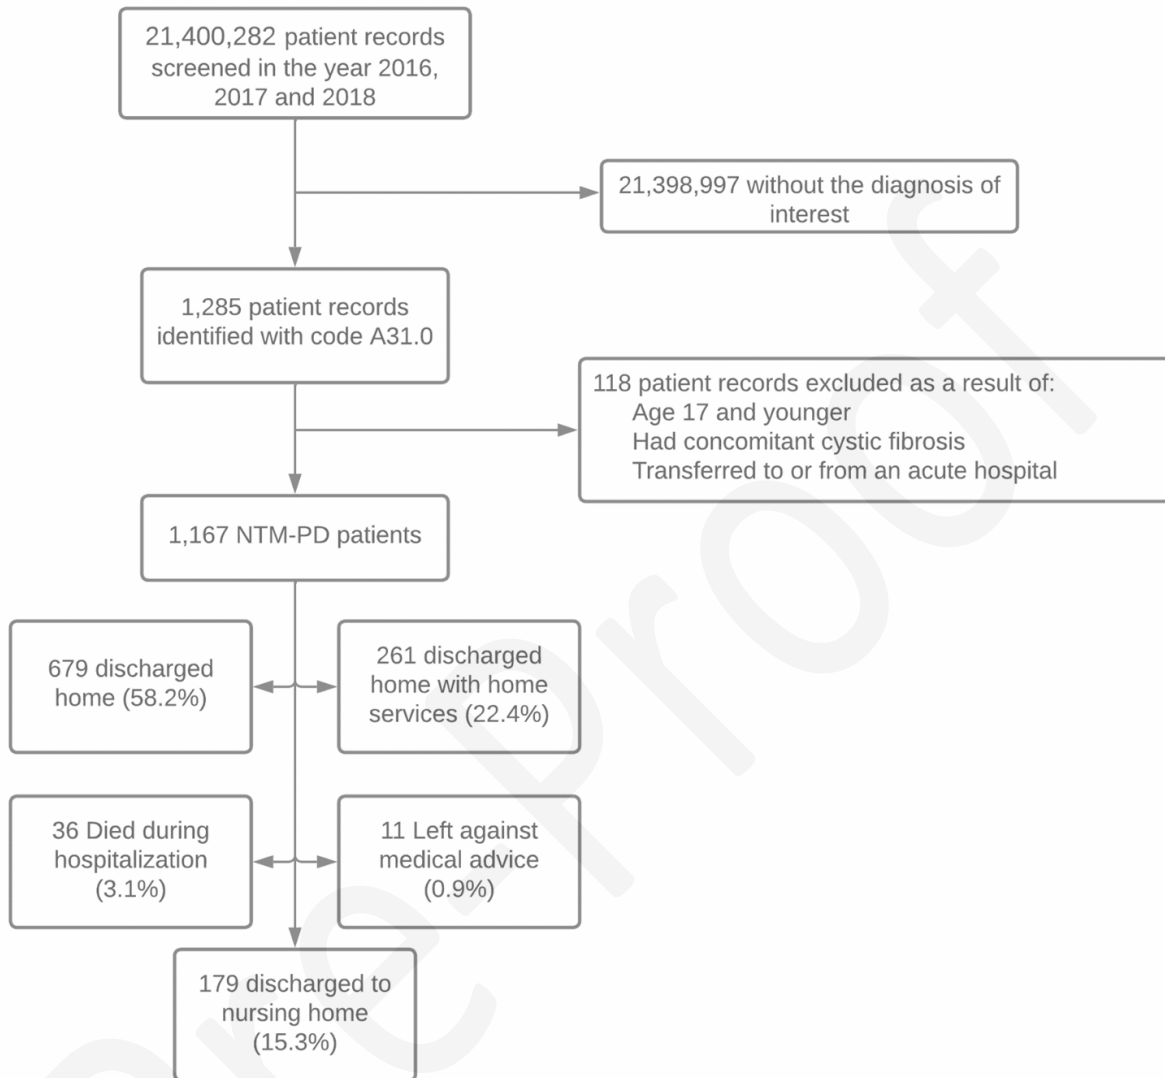 21,400,282 patient records
screened in the year 2016,
2017 and 2018
21,398,997 without the diagnosis of
interest
1,285 patient records
identified with code A31.0
118 patient records excluded as a result of:
Age 17 and younger
Had concomitant cystic fibrosis
Transferred to or from an acute hospital
1,167 NTM-PD patients
679 discharged
home (58.2%)
261 discharged
home with home
services (22.4%)
36 Died during
hospitalization
(3.1%)
11 Left against
medical advice
(0.9%)
179 discharged to
nursing home
(15.3%)
re-proof